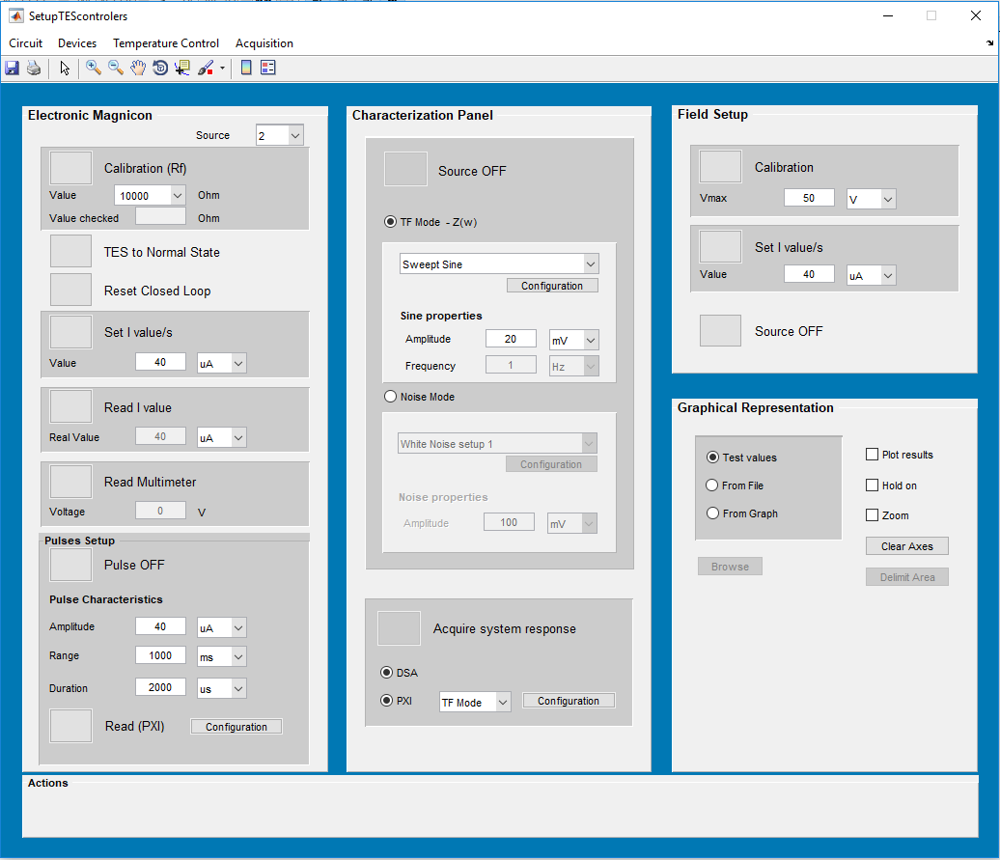 SetupTEScontrolers
Circuit Devices Temperature Control Acquisition
Electronic Magnicon
Source 2
Calibration (Rf)
Value 10000 Ohm
Value checked Ohm
TES to Normal State
Reset Closed Loop
Set I value/s
Value 40 uA
Read I value
Real Value 40 uA
Read Multimeter
Voltage 0 V
Pulses Setup
Pulse OFF
Pulse Characteristics
Amplitude 40 uA
Range 1000 ms
Duration 2000 us
Read (PXI) Configuration
Characterization Panel
Source OFF
TF Mode - Z(w)
Sweept Sine
Configuration
Sine properties
Amplitude 20 mV
Frequency 1 Hz
Noise Mode
White Noise setup 1
Configuration
Noise properties
Amplitude 100 mV
Acquire system response
DSA
PXI TF Mode Configuration
Field Setup
Calibration
Vmax 50 V
Set I value/s
Value 40 uA
Source OFF
Graphical Representation
Test values Plot results
From File Hold on
From Graph Zoom
Clear Axes
Browse Delimit Area
Actions